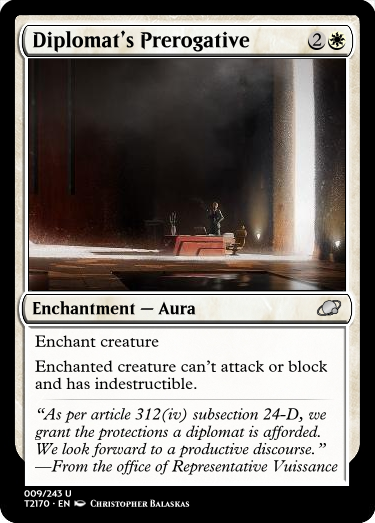 Diplomat's Prerogative 2
Enchantment — Aura
Enchant creature
Enchanted creature can't attack or block
and has indestructible.
“As per article 312(iv) subsection 24-D, we
grant the protections a diplomat is afforded.
We look forward to a productive discourse.”
—From the office of Representative Vuissance
009/243 U
T2170 • EN Christopher Balaskas